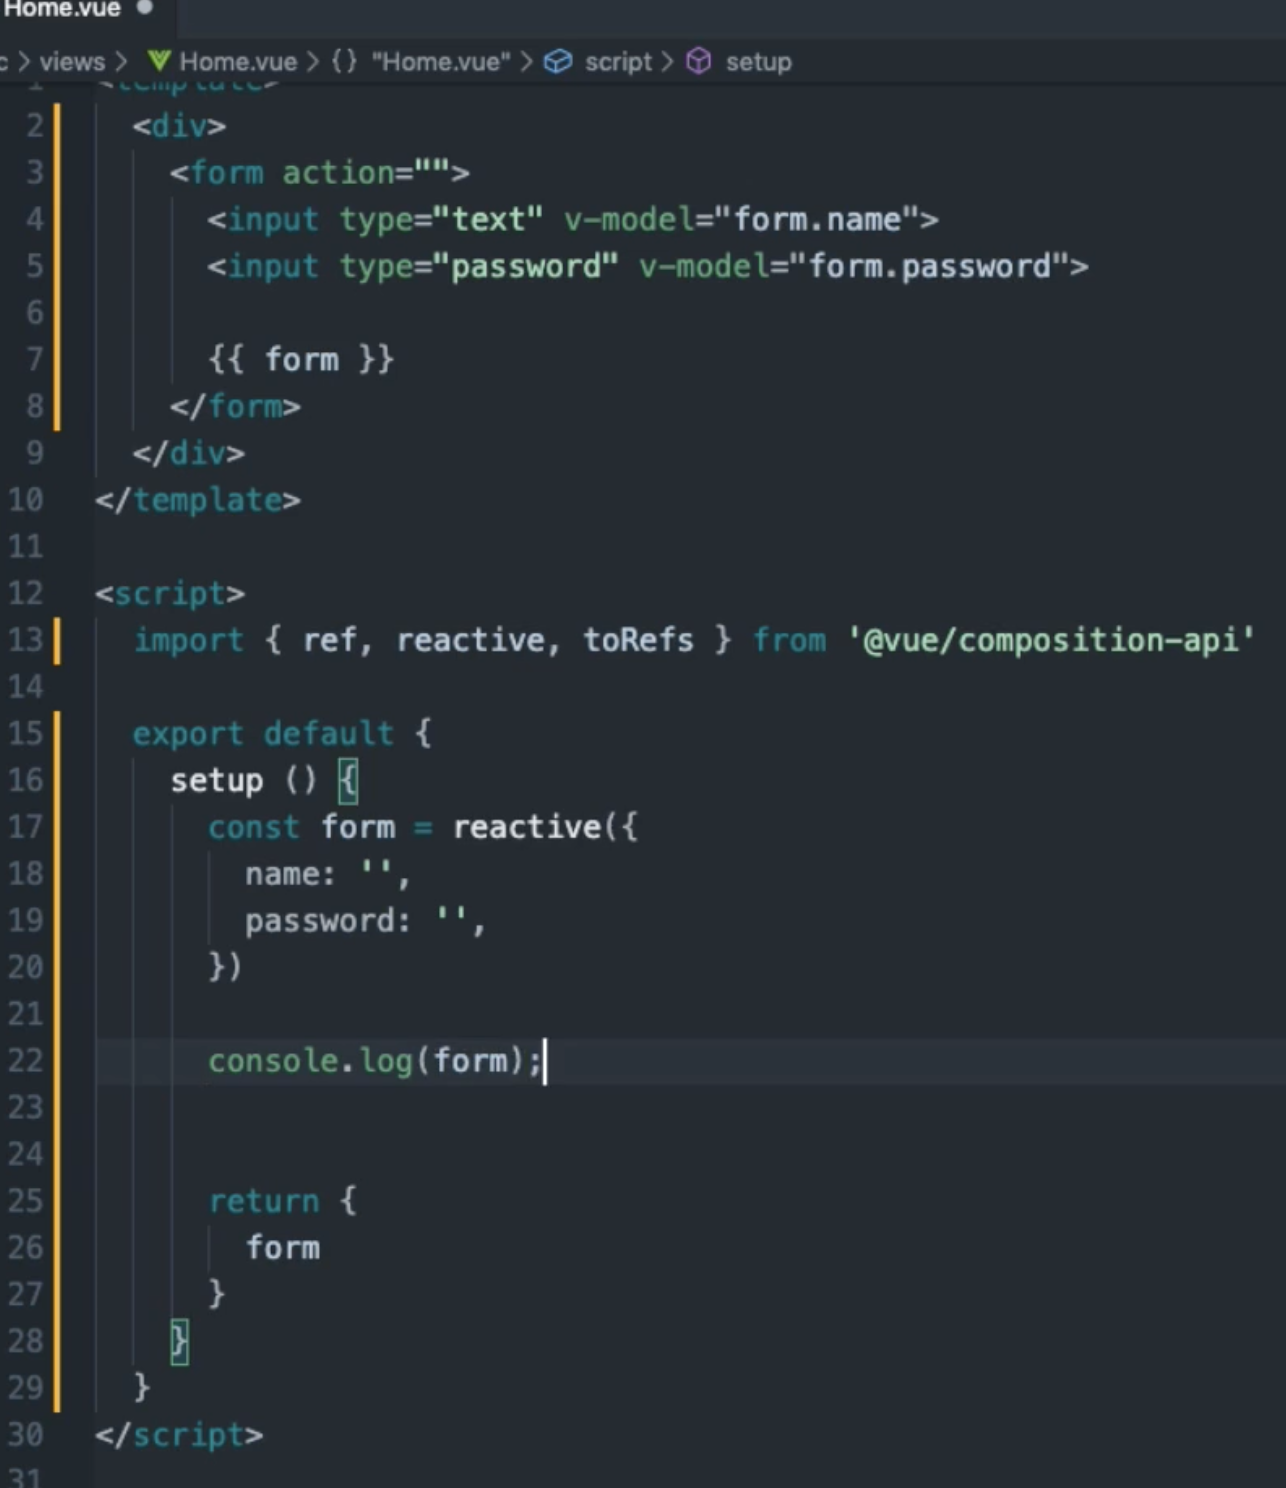 Home.vue
c > views > Home.vue > {} "Home.vue" > script > setup
1 <template>
2 <div>
3 <form action="">
4 <input type="text" v-model="form.name">
5 <input type="password" v-model="form.password">
6
7 {{ form }}
8 </form>
9 </div>
10 </template>
11
12 <script>
13 import { ref, reactive, toRefs } from '@vue/composition-api'
14
15 export default {
16 setup () {
17 const form = reactive({
18 name: '',
19 password: '',
20 })
21
22 console.log(form);
23
24
25 return {
26 form
27 }
28 }
29 }
30 </script>
31